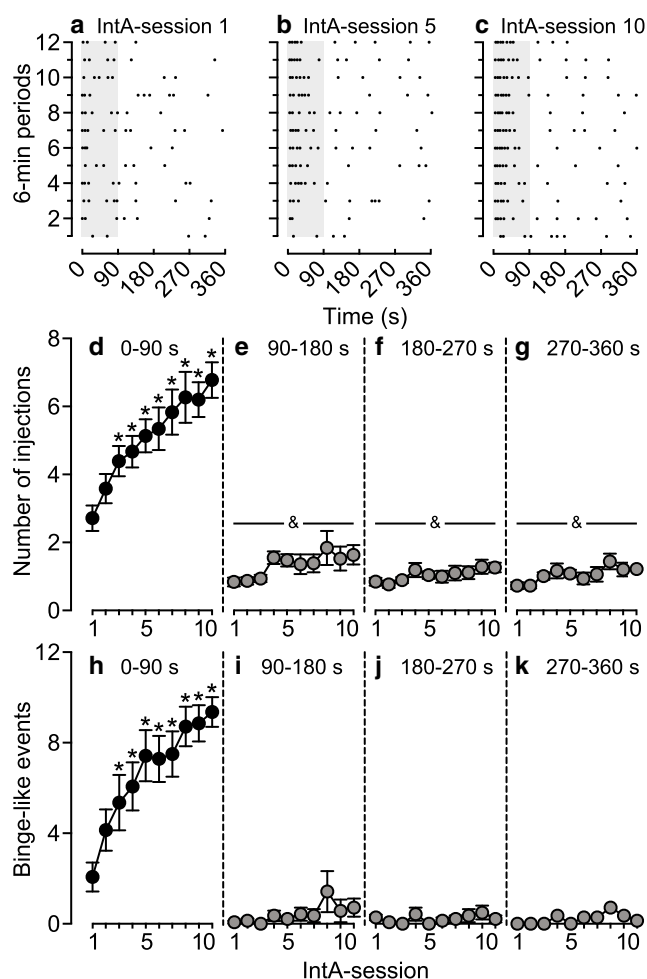 a IntA-session 1 b IntA-session 5 c IntA-session 10
6-min periods
12
10
8
6
4
2
0 90 180 270 360 0 90 180 270 360 0 90 180 270 360
Time (s)
Number of injections
8
6
4
2
0
d 0-90 s e 90-180 s f 180-270 s g 270-360 s
* * * * * * * *
& & &
1 5 10 1 5 10 1 5 10 1 5 10
Binge-like events
12
8
4
0
h 0-90 s i 90-180 s j 180-270 s k 270-360 s
* * * * * * * *
1 5 10 1 5 10 1 5 10 1 5 10
IntA-session